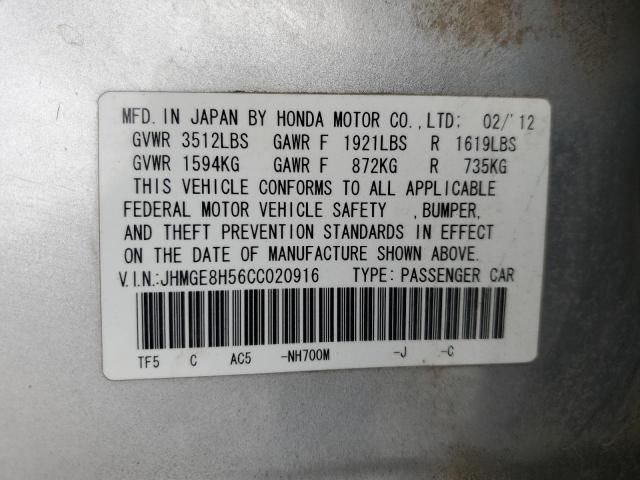 MFD. IN JAPAN BY HONDA MOTOR CO.,LTD; 02/'12
GVWR 3512LBS GAWR F 1921LBS R 1619LBS
GVWR 1594KG GAWR F 872KG R 735KG
THIS VEHICLE CONFORMS TO ALL APPLICABLE
FEDERAL MOTOR VEHICLE SAFETY ,BUMPER,
AND THEFT PREVENTION STANDARDS IN EFFECT
ON THE DATE OF MANUFACTURE SHOWN ABOVE.
V.I.N.:JHMGE8H56CC020916 TYPE:PASSENGER CAR
TF5 C AC5 -NH700M -J -C